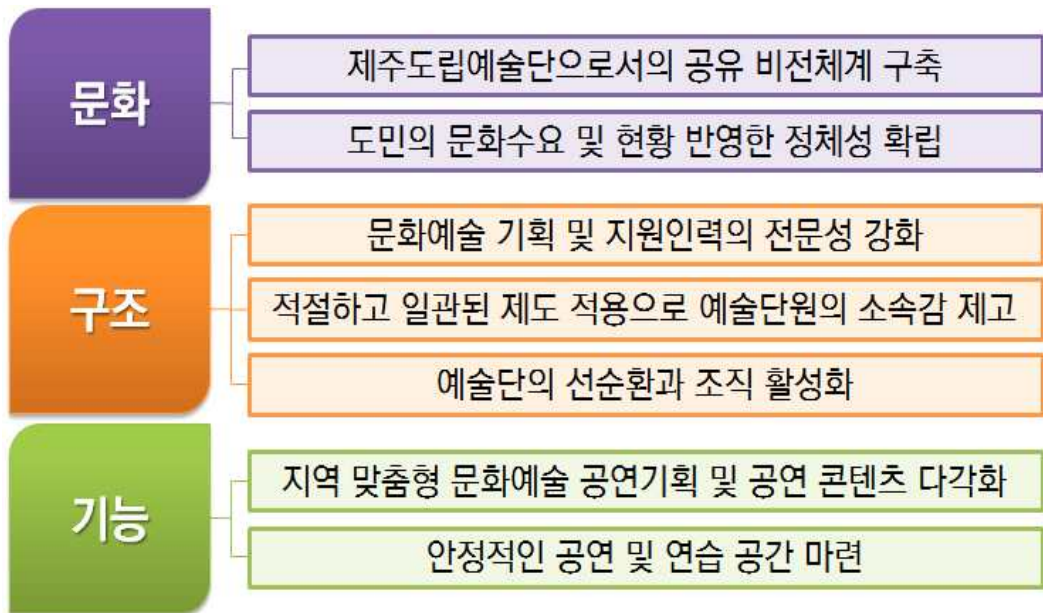 문화
제주도립예술단으로서의 공유 비전체계 구축
도민의 문화수요 및 현황 반영한 정체성 확립
구조
문화예술 기획 및 지원인력의 전문성 강화
적절하고 일관된 제도 적용으로 예술단원의 소속감 제고
예술단의 선순환과 조직 활성화
기능
지역 맞춤형 문화예술 공연기획 및 공연 콘텐츠 다각화
안정적인 공연 및 연습 공간 마련